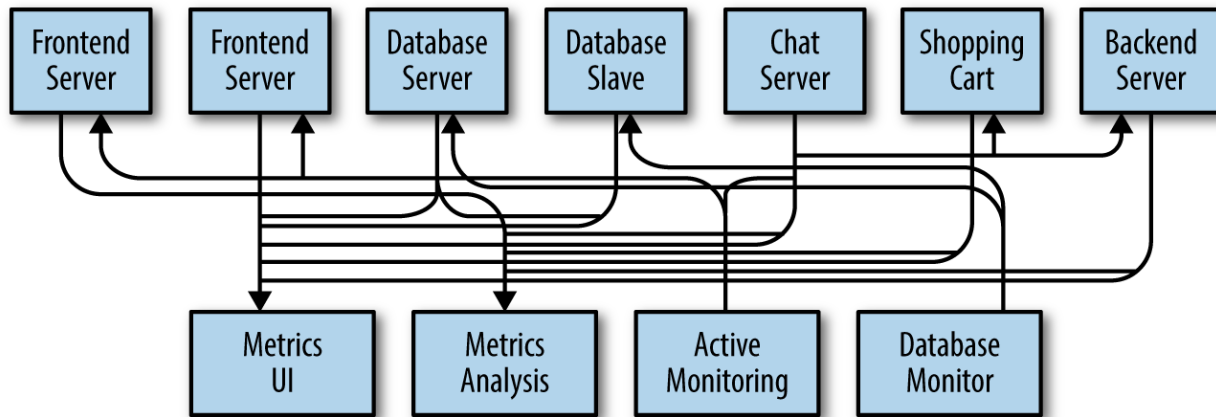 Frontend
Server
Frontend
Server
Database
Server
Database
Slave
Chat
Server
Shopping
Cart
Backend
Server
Metrics
UI
Metrics
Analysis
Active
Monitoring
Database
Monitor